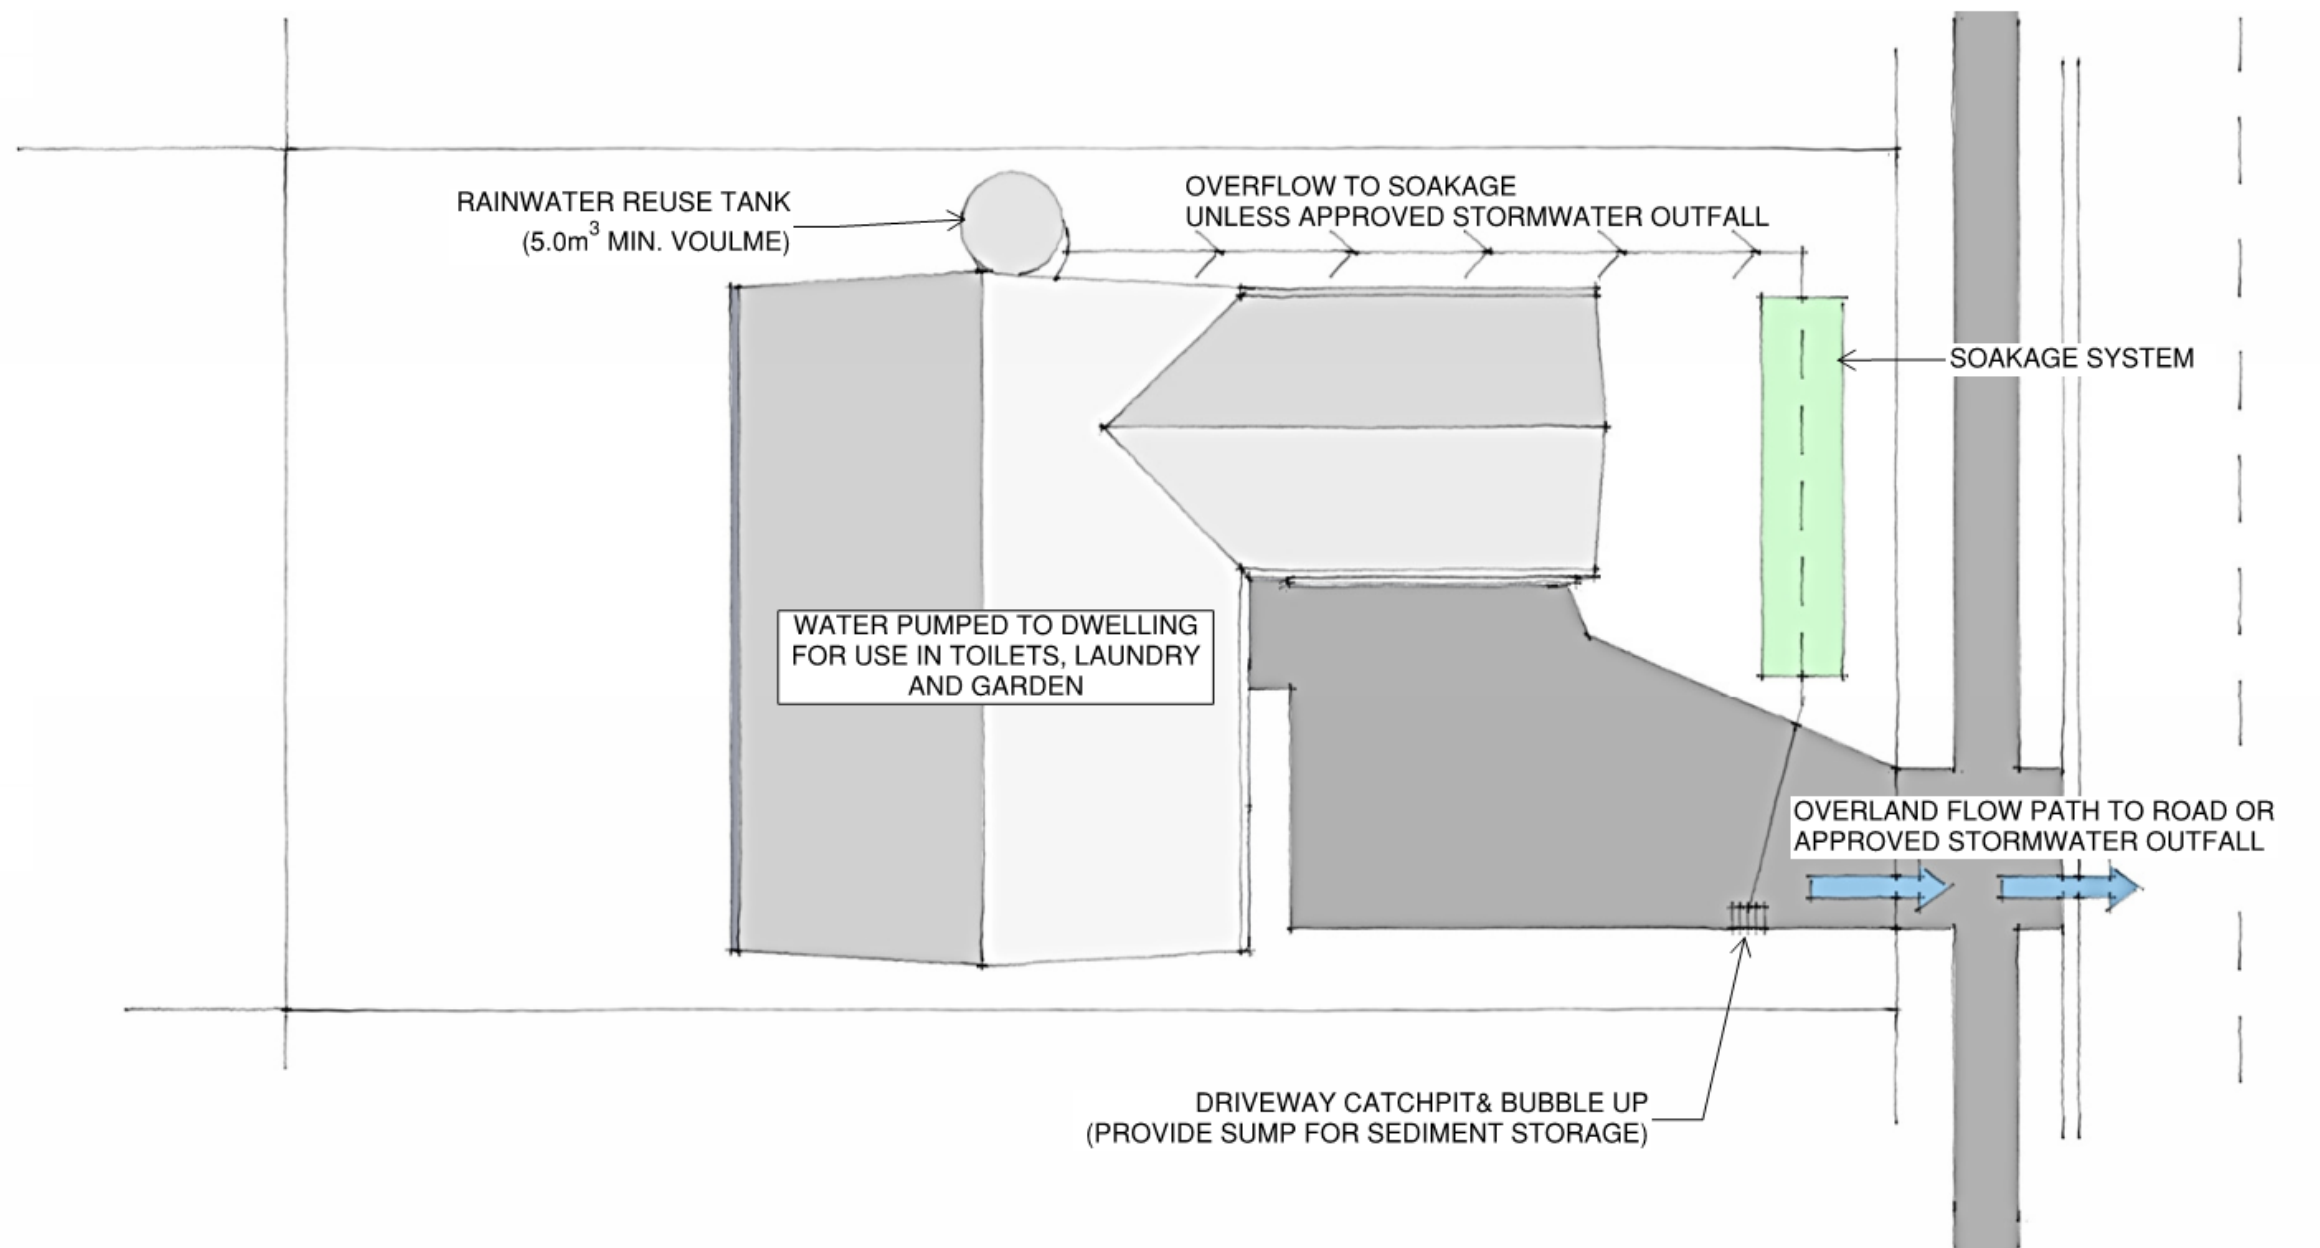 RAINWATER REUSE TANK
(5.0m³ MIN. VOULME)
OVERFLOW TO SOAKAGE
UNLESS APPROVED STORMWATER OUTFALL
SOAKAGE SYSTEM
WATER PUMPED TO DWELLING
FOR USE IN TOILETS, LAUNDRY
AND GARDEN
OVERLAND FLOW PATH TO ROAD OR
APPROVED STORMWATER OUTFALL
DRIVEWAY CATCHPIT& BUBBLE UP
(PROVIDE SUMP FOR SEDIMENT STORAGE)